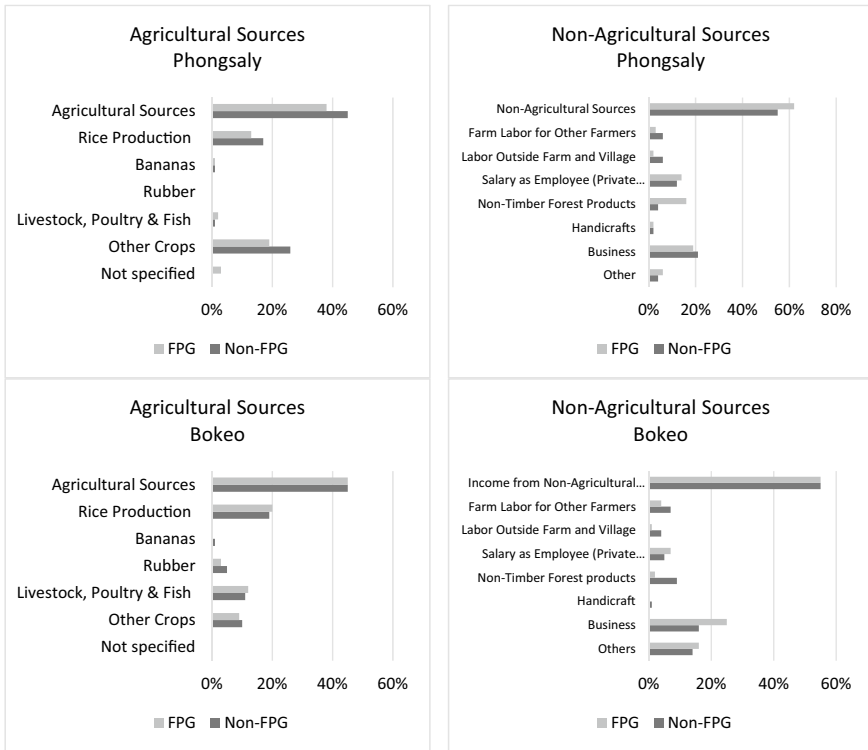 Agricultural Sources
Phongsaly
Agricultural Sources
Rice Production
Bananas
Rubber
Livestock, Poultry & Fish
Other Crops
Not specified
0% 20% 40% 60%
FPG Non-FPG
Non-Agricultural Sources
Phongsaly
Non-Agricultural Sources
Farm Labor for Other Farmers
Labor Outside Farm and Village
Salary as Employee (Private...
Non-Timber Forest Products
Handicrafts
Business
Other
0% 20% 40% 60% 80%
FPG Non-FPG
Agricultural Sources
Bokeo
Agricultural Sources
Rice Production
Bananas
Rubber
Livestock, Poultry & Fish
Other Crops
Not specified
0% 20% 40% 60%
FPG Non-FPG
Non-Agricultural Sources
Bokeo
Income from Non-Agricultural...
Farm Labor for Other Farmers
Labor Outside Farm and Village
Salary as Employee (Private...
Non-Timber Forest products
Handicraft
Business
Others
0% 20% 40% 60%
FPG Non-FPG